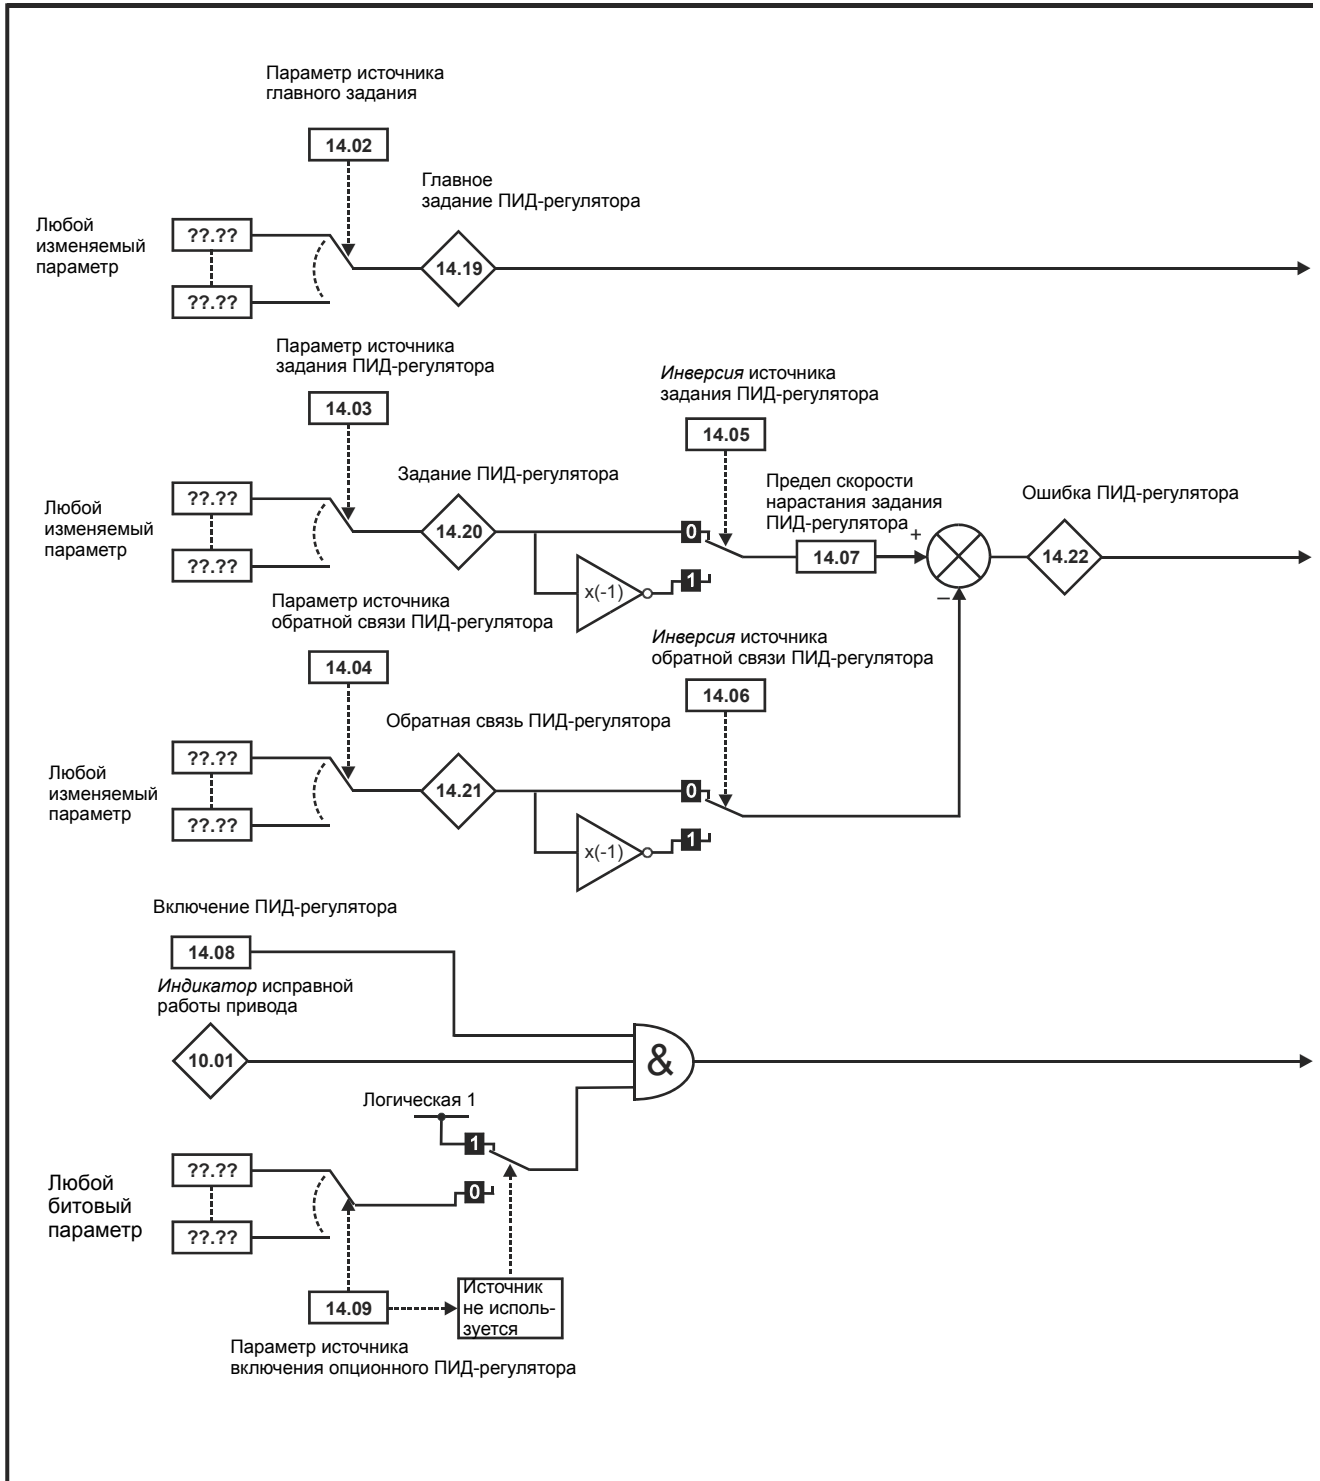 Параметр источника
главного задания
14.02
Главное
задание ПИД-регулятора
Любой
изменяемый
параметр
??.??
??.??
14.19
Параметр источника
задания ПИД-регулятора
14.03
Инверсия источника
задания ПИД-регулятора
14.05
Задание ПИД-регулятора
Предел скорости
нарастания задания
ПИД-регулятора
Ошибка ПИД-регулятора
Любой
изменяемый
параметр
??.??
??.??
14.20
0
1
x(-1)
14.07
+
–
14.22
Параметр источника
обратной связи ПИД-регулятора
14.04
Инверсия источника
обратной связи ПИД-регулятора
14.06
Обратная связь ПИД-регулятора
Любой
изменяемый
параметр
??.??
??.??
14.21
0
1
x(-1)
Включение ПИД-регулятора
14.08
Индикатор исправной
работы привода
10.01
&
Логическая 1
1
0
Любой
битовый
параметр
??.??
??.??
14.09
Источник
не исполь-
зуется
Параметр источника
включения опционного ПИД-регулятора